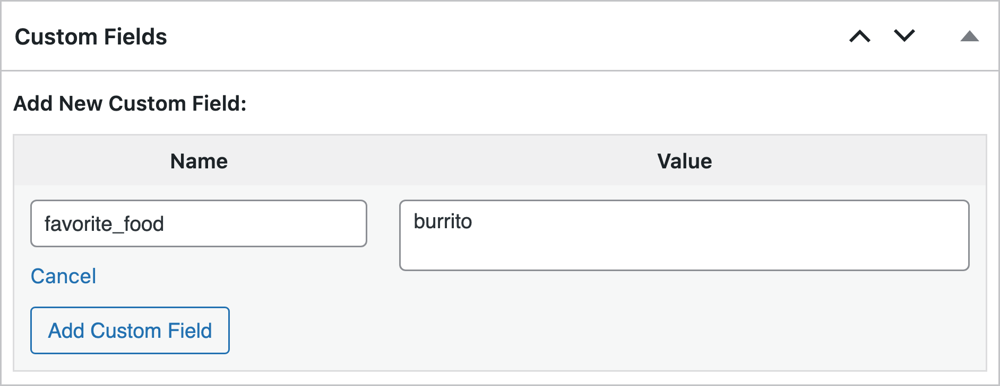 Custom Fields
Add New Custom Field:
Name Value
favorite_food burrito
Cancel
Add Custom Field